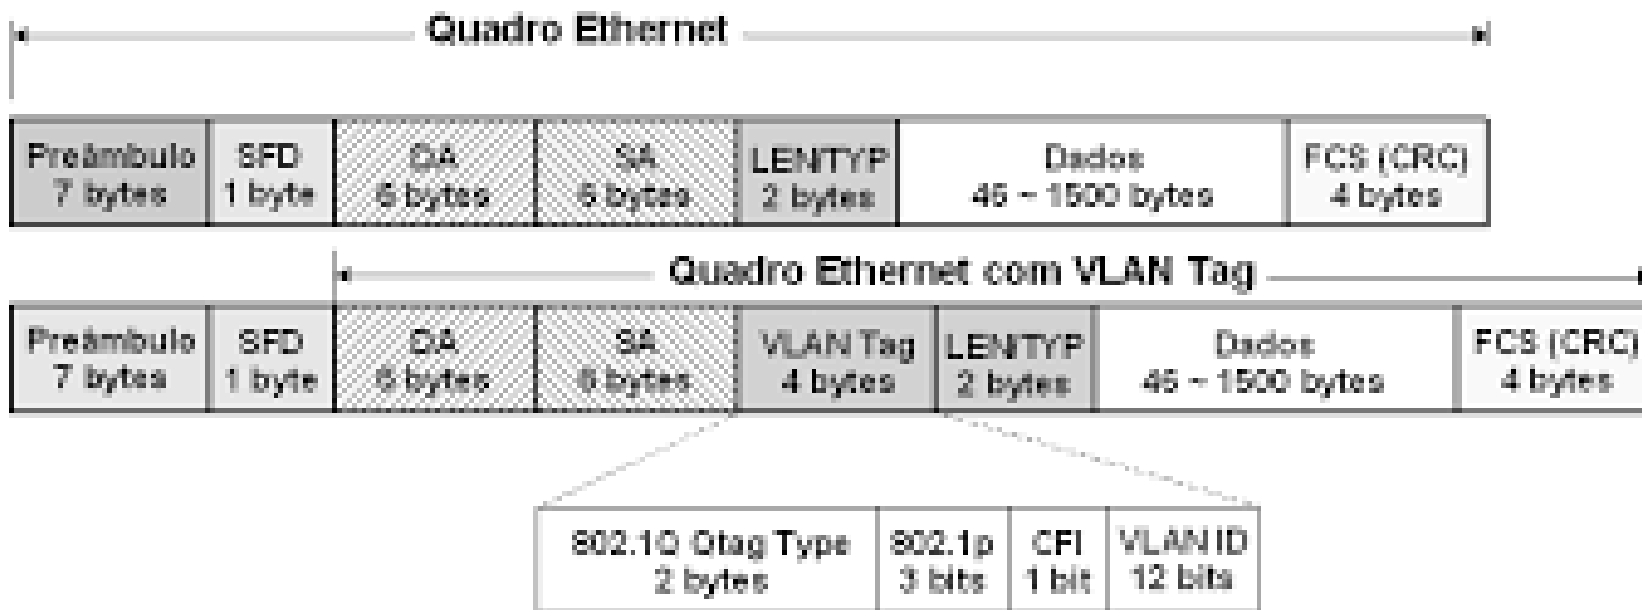 Quadro Ethernet
Preâmbulo SFD DA SA LEN/TYP Dados FCS (CRC)
7 bytes 1 byte 6 bytes 6 bytes 2 bytes 46 ~ 1500 bytes 4 bytes
Quadro Ethernet com VLAN Tag
Preâmbulo SFD DA SA VLAN Tag LEN/TYP Dados FCS (CRC)
7 bytes 1 byte 6 bytes 6 bytes 4 bytes 2 bytes 46 ~ 1500 bytes 4 bytes
802.1Q Qtag Type 802.1p CFI VLAN ID
2 bytes 3 bits 1 bit 12 bits